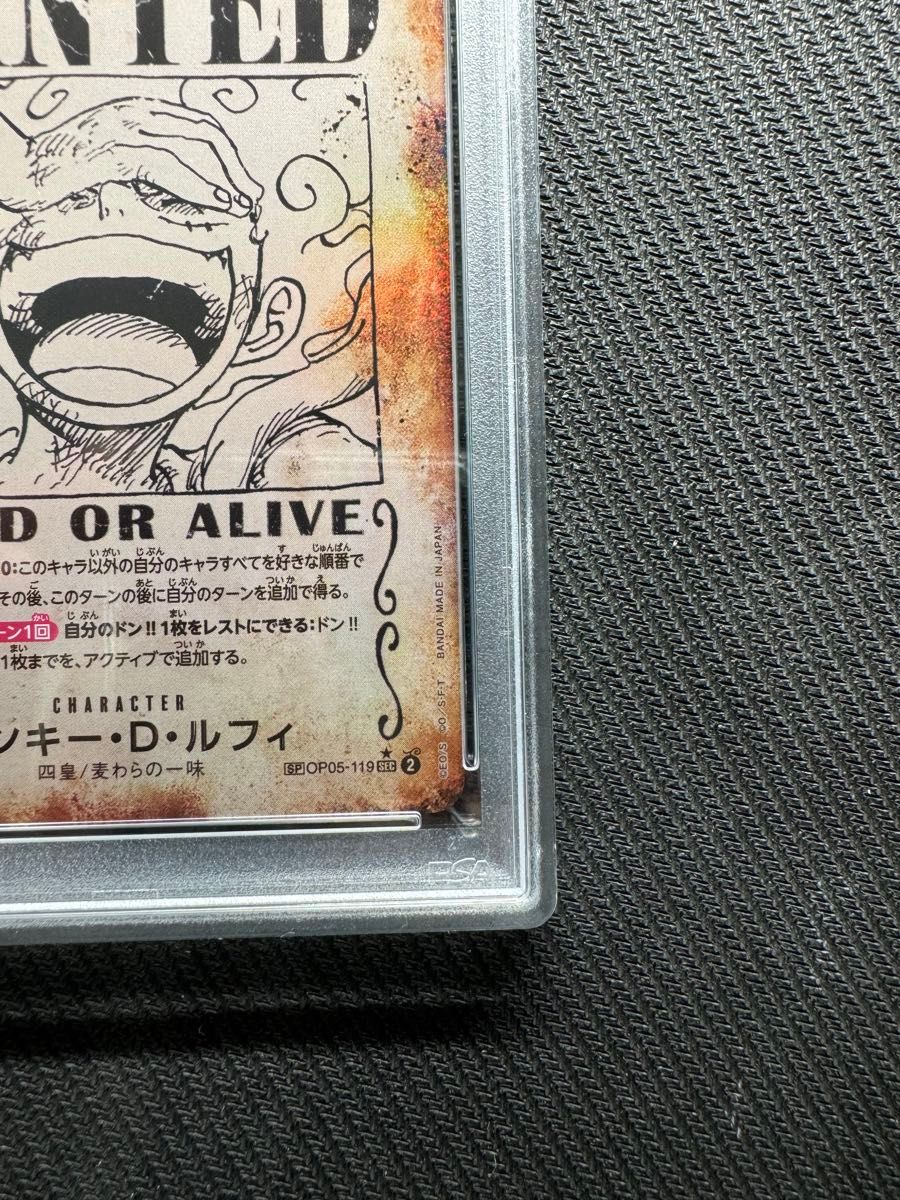 NTED
D OR ALIVE
0:このキャラ以外の自分のキャラすべてを好きな順番で
その後、このターンの後に自分のターンを追加で得る。
ーン1回 自分のドン!!1枚をレストにできる:ドン!!
1枚までを、アクティブで追加する。
CHARACTER
ンキー・D・ルフィ
四皇/麦わらの一味
SP OP05-119 SEC 2
©EO/S. ©O/S.F.T BANDAI MADE IN JAPAN